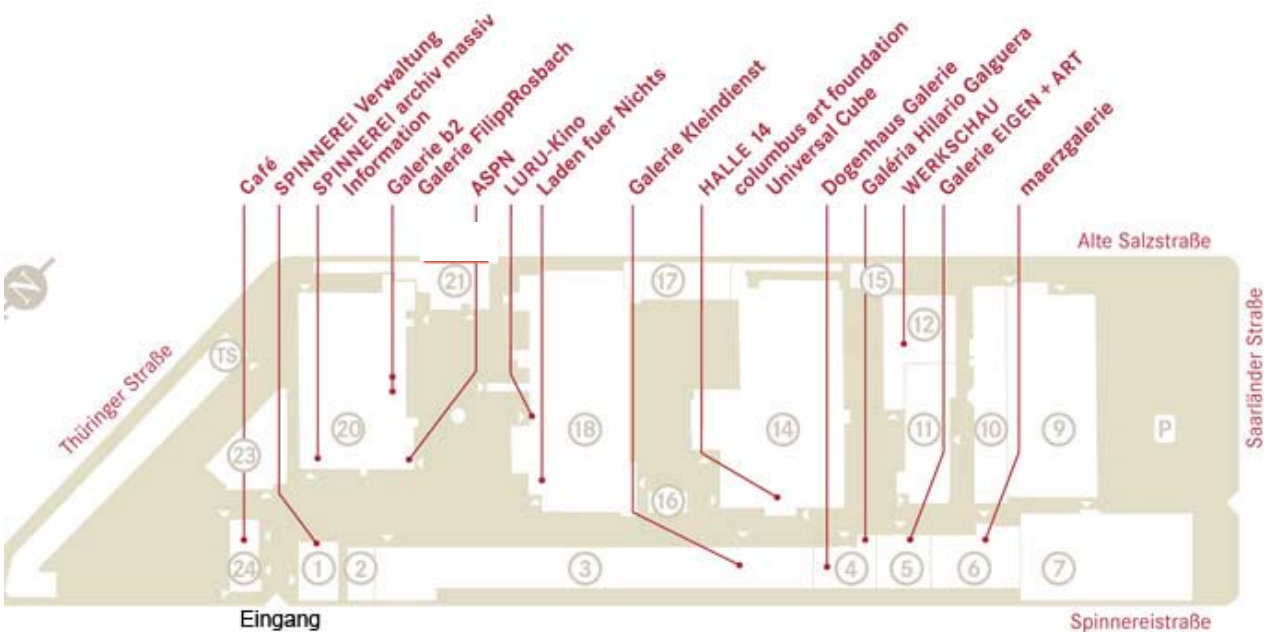 Café
SPINNEREI Verwaltung
SPINNEREI archiv massiv
Information
Galerie b2
Galerie FilippRosbach
ASPN
LURU-Kino
Laden fuer Nichts
Galerie Kleindienst
HALLE 14
columbus art foundation
Universal Cube
Dogenhaus Galerie
Galéria Hilario Galguera
WERKSCHAU
Galerie EIGEN + ART
maerzgalerie
Alte Salzstraße
N
21
17
15
12
TS
Thüringer Straße
Saarländer Straße
23
20
18
14
11
10
9
P
16
24
1
2
3
4
5
6
7
Eingang
Spinnereistraße